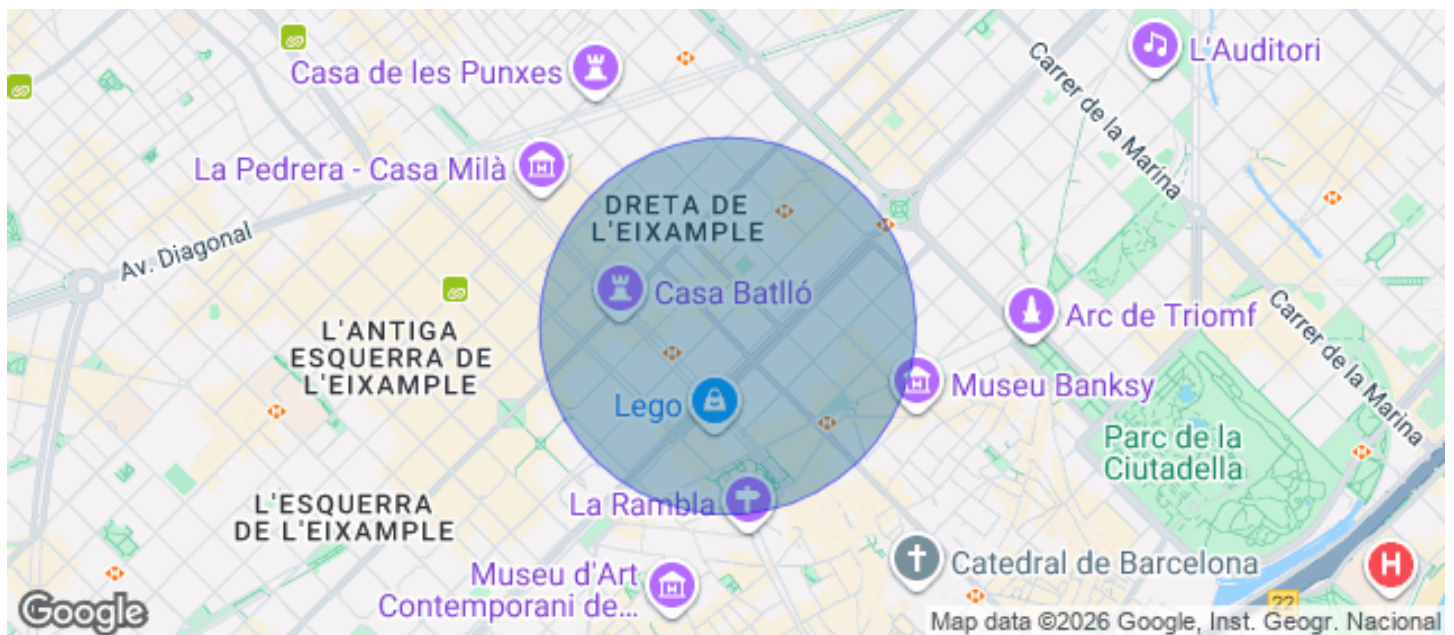 L'Auditori
Casa de les Punxes
Carrer de la Marina
La Pedrera - Casa Milà
DRETA DE
L'EIXAMPLE
Av. Diagonal
Casa Batlló
Arc de Triomf
Carrer de la Marina
L'ANTIGA
ESQUERRA DE
L'EIXAMPLE
Lego
Museu Banksy
Parc de la
Ciutadella
L'ESQUERRA
DE L'EIXAMPLE
La Rambla
Catedral de Barcelona
H
Museu d'Art
Contemporani de...
22
Google
Map data ©2026 Google, Inst. Geogr. Nacional